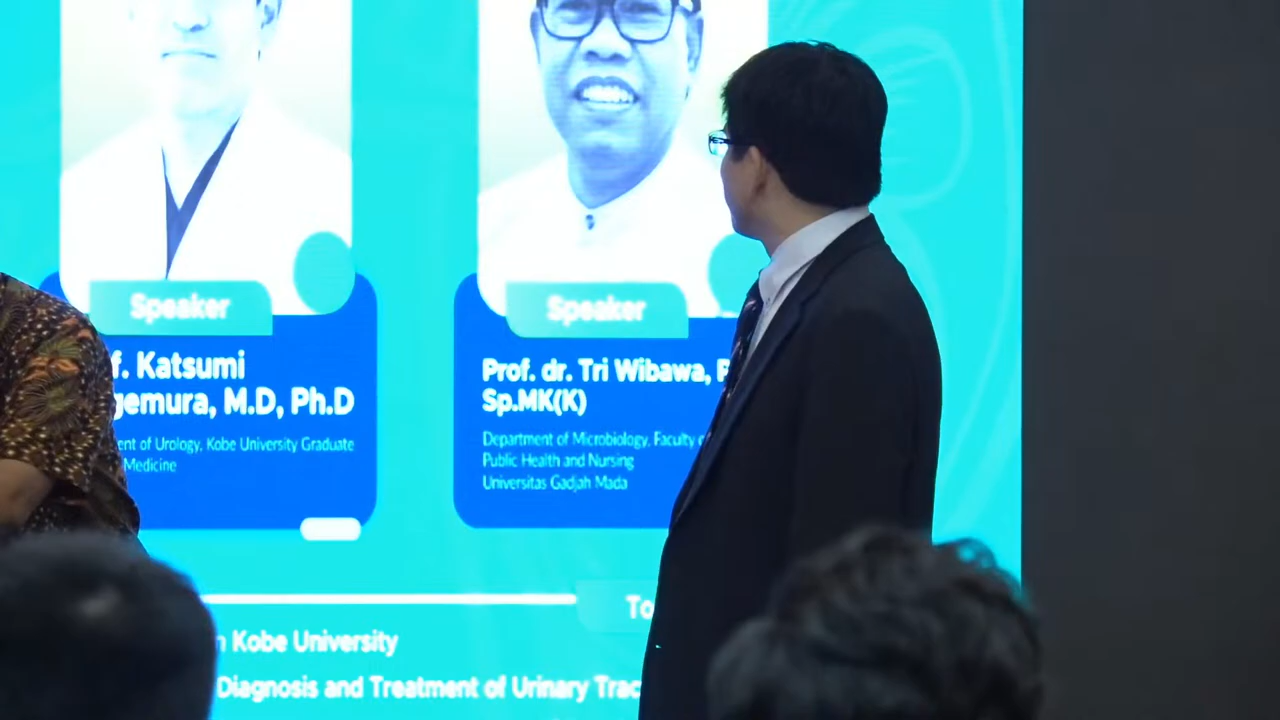 Speaker
f. Katsumi
gemura, M.D, Ph.D
ent of Urology, Kobe University Graduate
Medicine
Speaker
Prof. dr. Tri Wibawa, P
Sp.MK(K)
Department of Microbiology, Faculty
Public Health and Nursing
Universitas Gadjah Mada
To
Kobe University
Diagnosis and Treatment of Urinary Trac